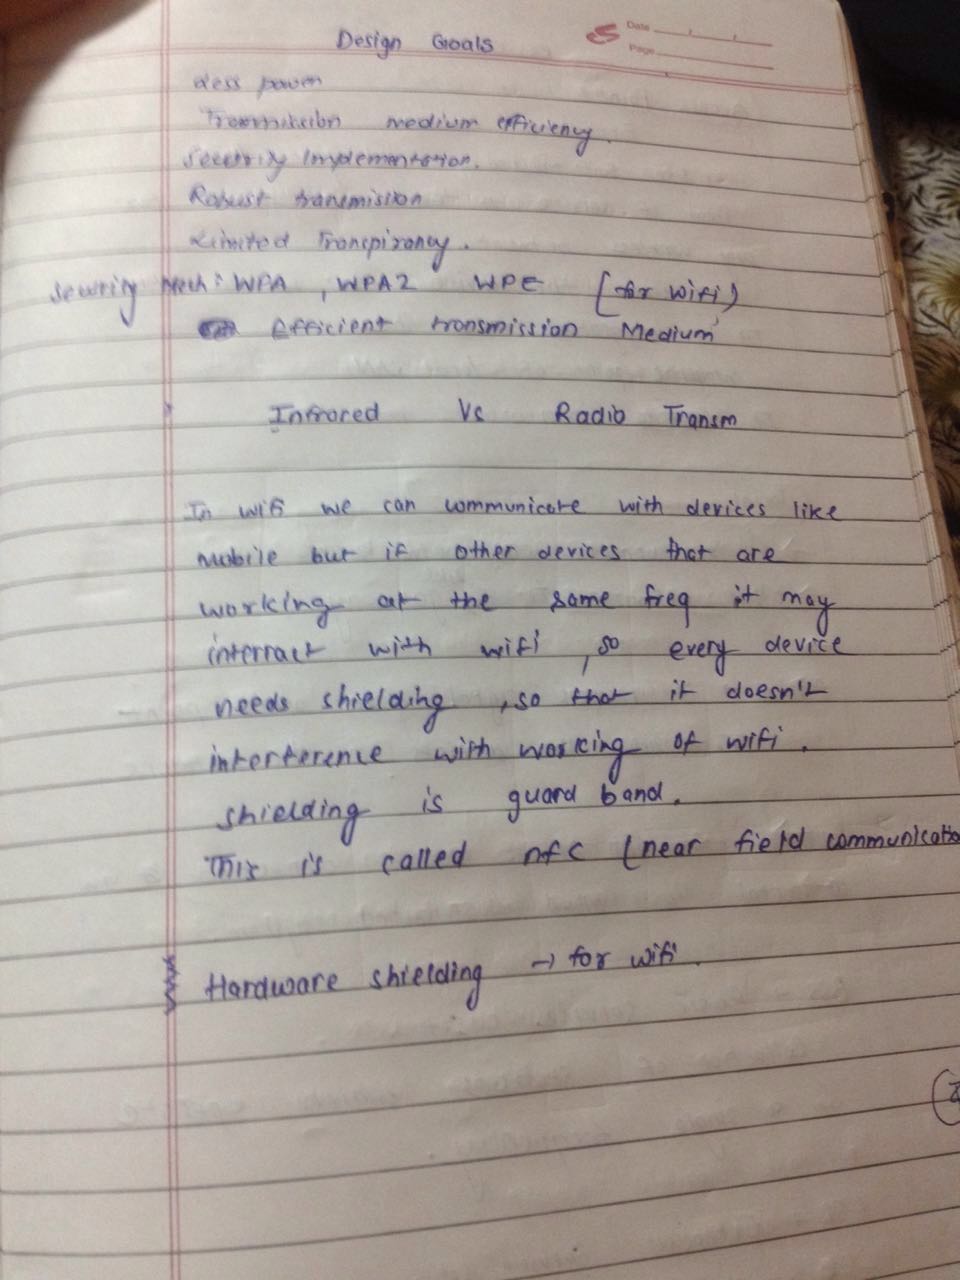 Date
Page
Design Goals
Less power
Transmission medium efficiency.
Security Implementation.
Robust transmission
Limited Transpirancy.
Security Mech: WPA, WPA2 WPE (for wifi)
Efficient transmission Medium
Infrared Vs Radio Transm
In wifi we can communicate with devices like
mobile but if other devices that are
working at the same freq it may
interract with wifi, so every device
needs shielding, so that it doesn't
interference with working of wifi.
shielding is guard band.
This is called nfc (near field communication
Hardware shielding → for wifi.